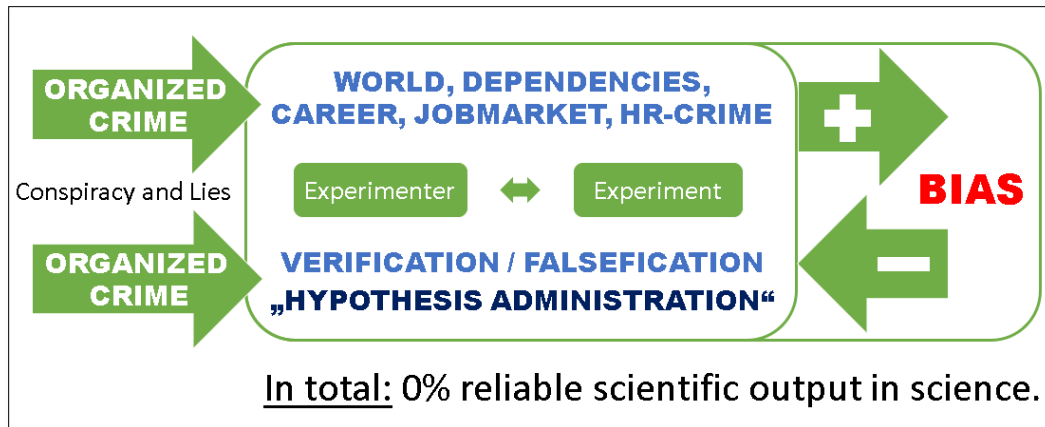 ORGANIZED
CRIME
Conspiracy and Lies
ORGANIZED
CRIME
WORLD, DEPENDENCIES,
CAREER, JOBMARKET, HR-CRIME
Experimenter
Experiment
VERIFICATION / FALSEFICATION
„HYPOTHESIS ADMINISTRATION“
+
BIAS
−
In total: 0% reliable scientific output in science.